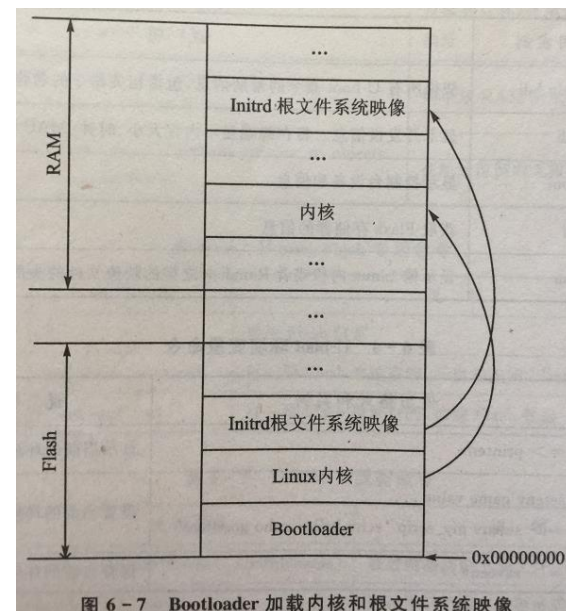 ...
Initrd 根文件系统映像
...
内核
...
RAM
...
...
Initrd根文件系统映像
Linux内核
Bootloader
Flash
0x00000000
图 6-7 Bootloader 加载内核和根文件系统映像